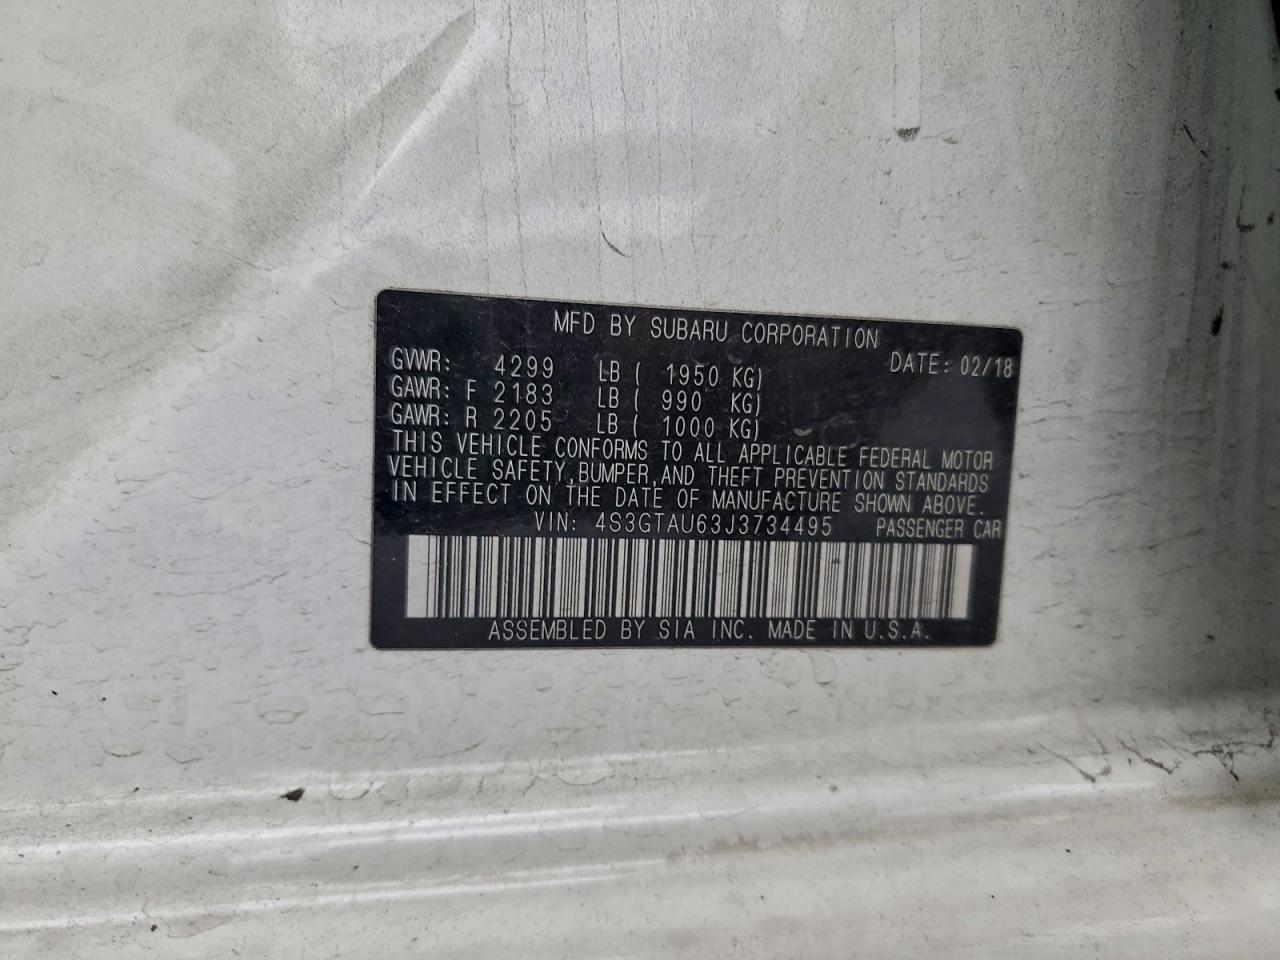 MFD BY SUBARU CORPORATION
DATE: 02/18
GVWR: 4299 LB ( 1950 KG)
GAWR: F 2183 LB ( 990 KG)
GAWR: R 2205 LB ( 1000 KG)
THIS VEHICLE CONFORMS TO ALL APPLICABLE FEDERAL MOTOR
VEHICLE SAFETY, BUMPER, AND THEFT PREVENTION STANDARDS
IN EFFECT ON THE DATE OF MANUFACTURE SHOWN ABOVE.
VIN: 4S3GTAU63J3734495 PASSENGER CAR
ASSEMBLED BY SIA INC. MADE IN U.S.A.